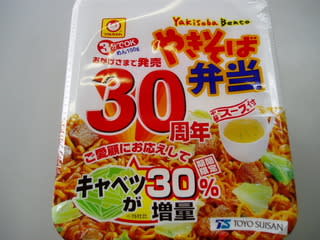 Yakisoba Bento
やきそば
弁当
3分でOK
めん100g
おかげさまで発売
30周年
スープ付
ご愛顧にお応えして
キャベツが30%増量
期間限定
TOYO SUISAN